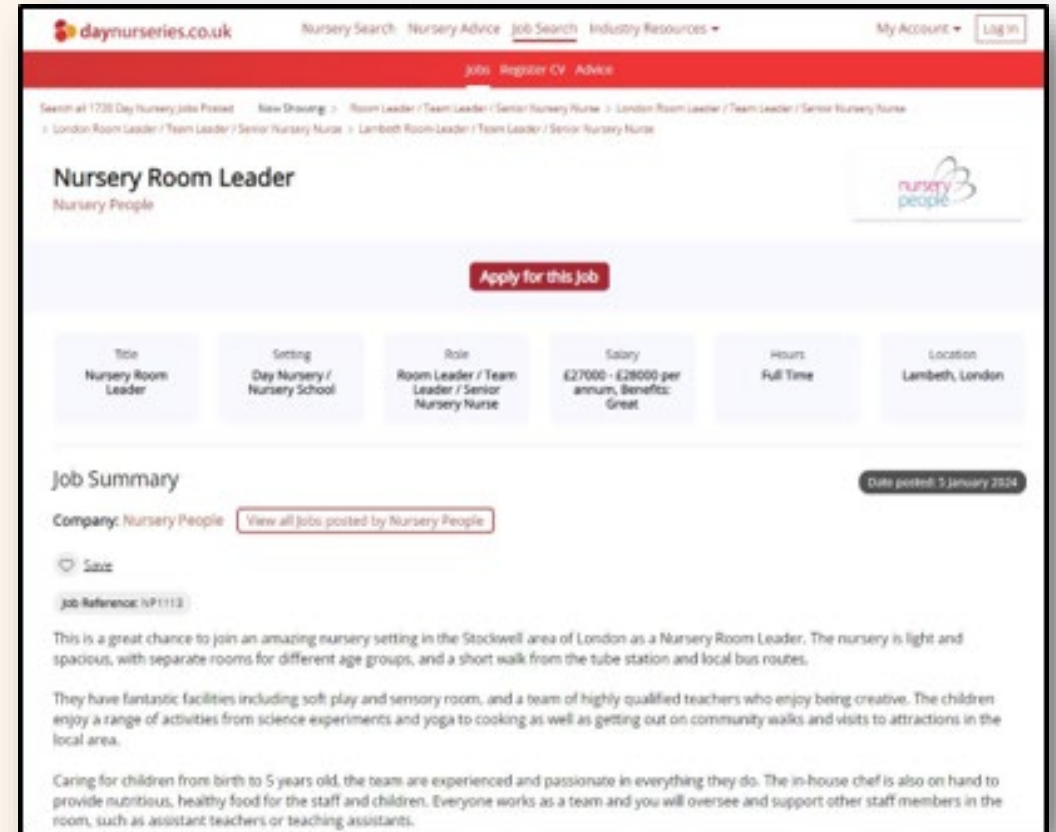 daynurseries.co.uk Nursery Search Nursery Advice Job Search Industry Resources My Account Log in
Jobs Register CV Advice
Search all 1720 Day Nursery Jobs Posted Now Showing: > Room Leader / Team Leader / Senior Nursery Nurse > London Room Leader / Team Leader / Senior Nursery Nurse
> London Room Leader / Team Leader / Senior Nursery Nurse > Lambeth Room Leader / Team Leader / Senior Nursery Nurse
Nursery Room Leader
Nursery People
nursery
people
Apply for this Job
Title
Nursery Room
Leader
Setting
Day Nursery /
Nursery School
Role
Room Leader / Team
Leader / Senior
Nursery Nurse
Salary
£27000 - £28000 per
annum, Benefits:
Great
Hours
Full Time
Location
Lambeth, London
Job Summary
Date posted: 5 January 2024
Company: Nursery People View all Jobs posted by Nursery People
Save
Job Reference: NP1113
This is a great chance to join an amazing nursery setting in the Stockwell area of London as a Nursery Room Leader. The nursery is light and
spacious, with separate rooms for different age groups, and a short walk from the tube station and local bus routes.
They have fantastic facilities including soft play and sensory room, and a team of highly qualified teachers who enjoy being creative. The children
enjoy a range of activities from science experiments and yoga to cooking as well as getting out on community walks and visits to attractions in the
local area.
Caring for children from birth to 5 years old, the team are experienced and passionate in everything they do. The in-house chef is also on hand to
provide nutritious, healthy food for the staff and children. Everyone works as a team and you will oversee and support other staff members in the
room, such as assistant teachers or teaching assistants.